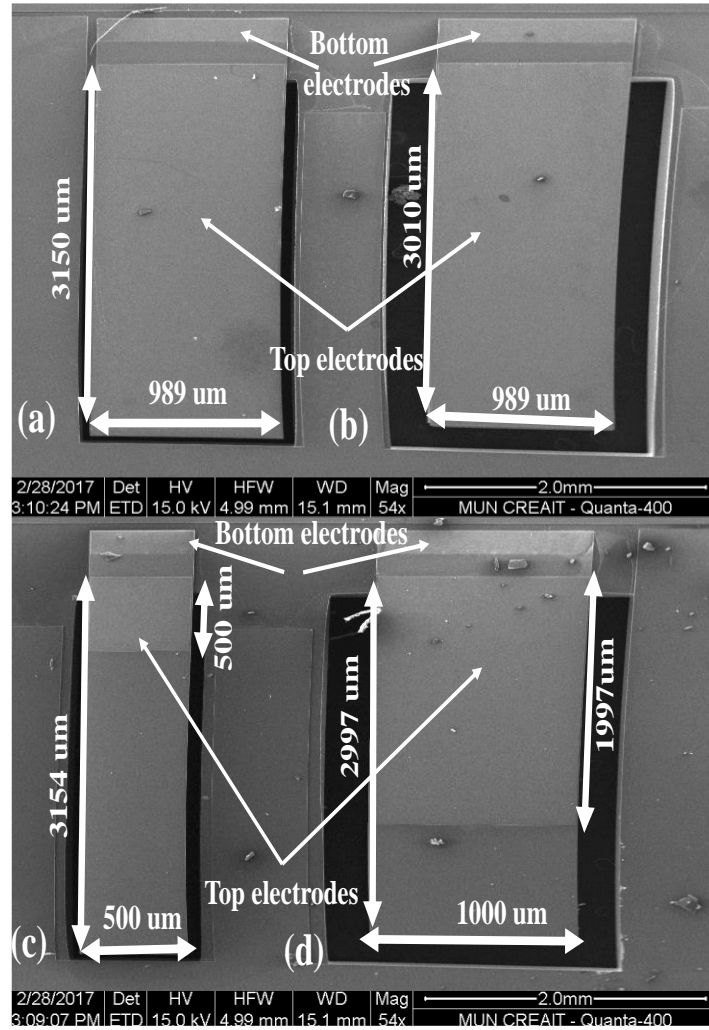 Bottom
electrodes
3150 um
3010 um
Top electrodes
989 um
989 um
(a)
(b)
2/28/2017 Det HV HFW WD Mag 2.0mm
3:10:24 PM ETD 15.0 kV 4.99 mm 15.1 mm 54x MUN CREAIT - Quanta-400
Bottom electrodes
500 um
3154 um
2997 um
1997um
Top electrodes
500 um
1000 um
(c)
(d)
2/28/2017 Det HV HFW WD Mag 2.0mm
3:09:07 PM ETD 15.0 kV 4.99 mm 15.1 mm 54x MUN CREAIT - Quanta-400